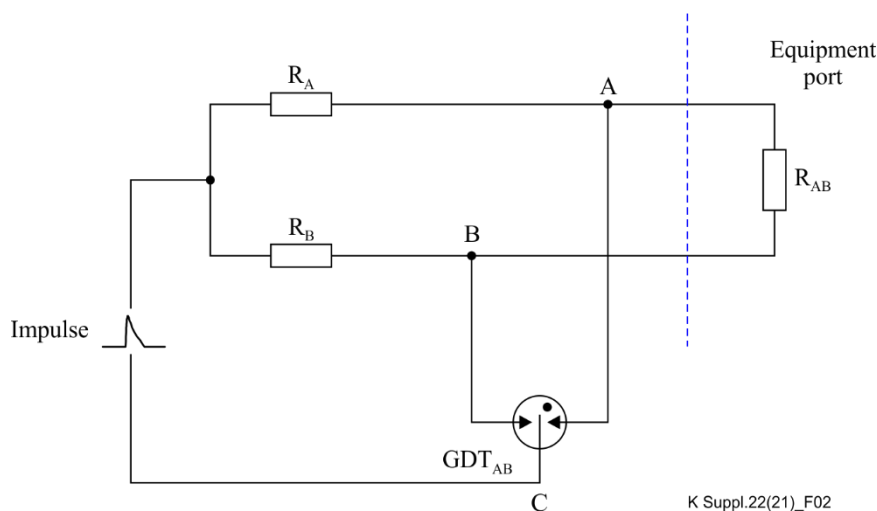 Equipment
port
R_A
A
R_AB
R_B
B
Impulse
GDT_AB
C
K Suppl.22(21)_F02